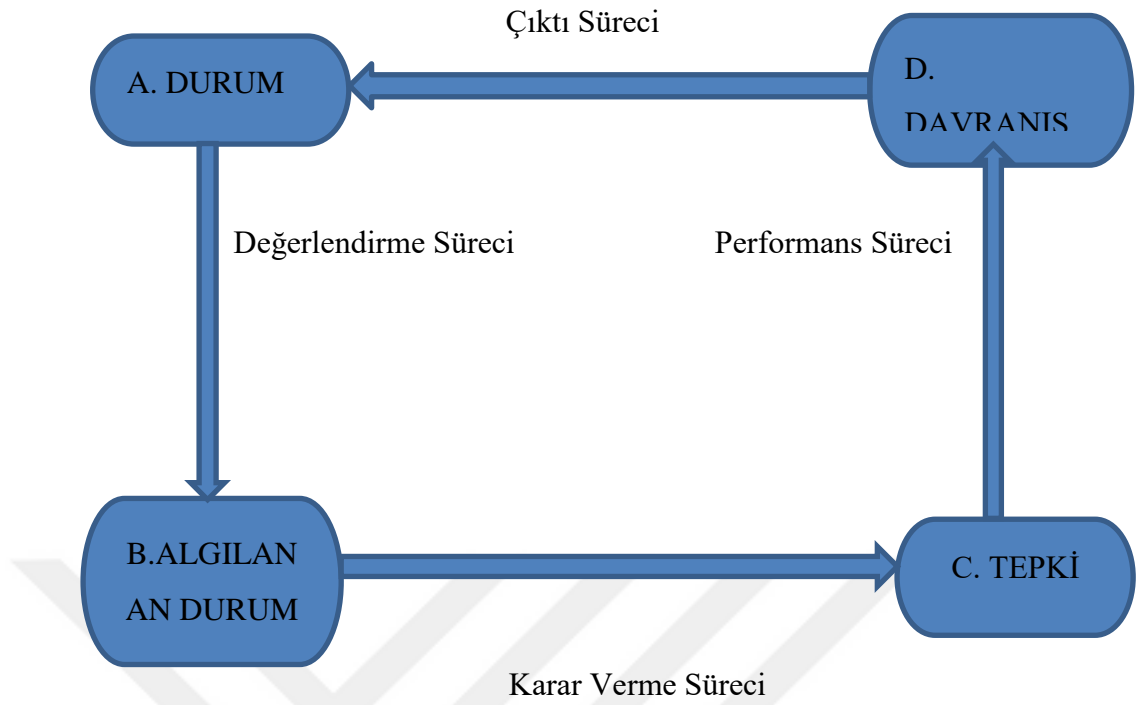 Çıktı Süreci
A. DURUM
D.
DAVRANIŞ
Değerlendirme Süreci
Performans Süreci
B.ALGILAN
AN DURUM
C. TEPKİ
Karar Verme Süreci